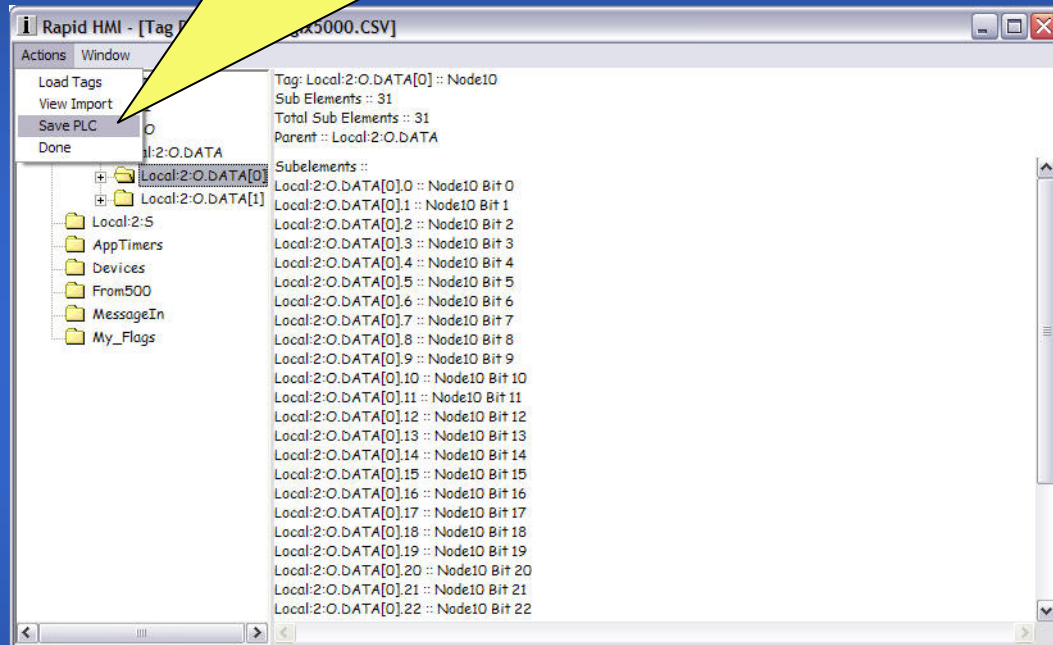 Rapid HMI - [Tag x5000.CSV]
Actions Window
Load Tags
View Import
Save PLC
Done
O
al:2:O.DATA
Local:2:O.DATA[0]
Local:2:O.DATA[1]
Local:2:S
AppTimers
Devices
From500
MessageIn
My_Flags
Tag: Local:2:O.DATA[0] :: Node10
Sub Elements :: 31
Total Sub Elements :: 31
Parent :: Local:2:O.DATA
Subelements ::
Local:2:O.DATA[0].0 :: Node10 Bit 0
Local:2:O.DATA[0].1 :: Node10 Bit 1
Local:2:O.DATA[0].2 :: Node10 Bit 2
Local:2:O.DATA[0].3 :: Node10 Bit 3
Local:2:O.DATA[0].4 :: Node10 Bit 4
Local:2:O.DATA[0].5 :: Node10 Bit 5
Local:2:O.DATA[0].6 :: Node10 Bit 6
Local:2:O.DATA[0].7 :: Node10 Bit 7
Local:2:O.DATA[0].8 :: Node10 Bit 8
Local:2:O.DATA[0].9 :: Node10 Bit 9
Local:2:O.DATA[0].10 :: Node10 Bit 10
Local:2:O.DATA[0].11 :: Node10 Bit 11
Local:2:O.DATA[0].12 :: Node10 Bit 12
Local:2:O.DATA[0].13 :: Node10 Bit 13
Local:2:O.DATA[0].14 :: Node10 Bit 14
Local:2:O.DATA[0].15 :: Node10 Bit 15
Local:2:O.DATA[0].16 :: Node10 Bit 16
Local:2:O.DATA[0].17 :: Node10 Bit 17
Local:2:O.DATA[0].18 :: Node10 Bit 18
Local:2:O.DATA[0].19 :: Node10 Bit 19
Local:2:O.DATA[0].20 :: Node10 Bit 20
Local:2:O.DATA[0].21 :: Node10 Bit 21
Local:2:O.DATA[0].22 :: Node10 Bit 22